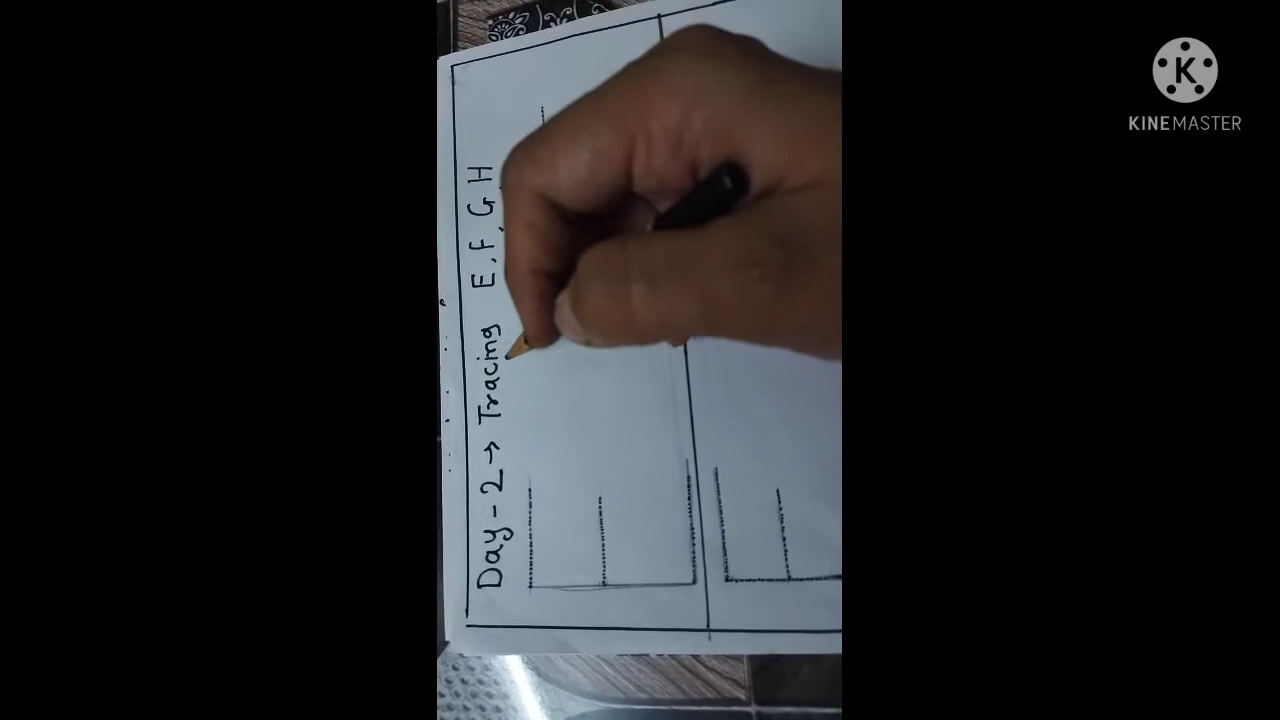 Day - 2 → Tracing E, F, G H
E
F
KINEMASTER